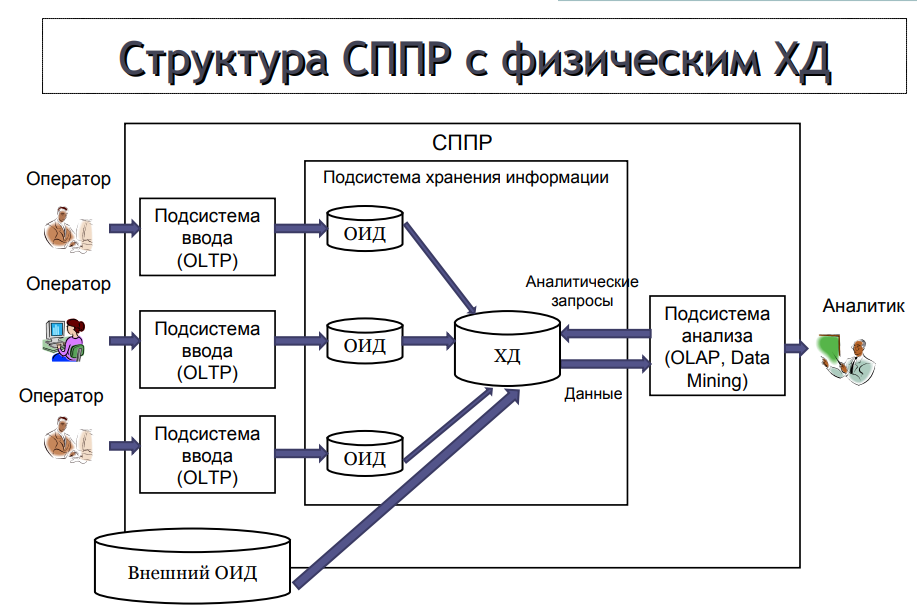 Структура СППР с физическим ХД
СППР
Оператор
Подсистема хранения информации
Подсистема
ввода
(OLTP)
ОИД
Оператор
Аналитические
запросы
Подсистема
ввода
(OLTP)
ОИД
ХД
Подсистема
анализа
(OLAP, Data
Mining)
Аналитик
Данные
Оператор
Подсистема
ввода
(OLTP)
ОИД
Внешний ОИД